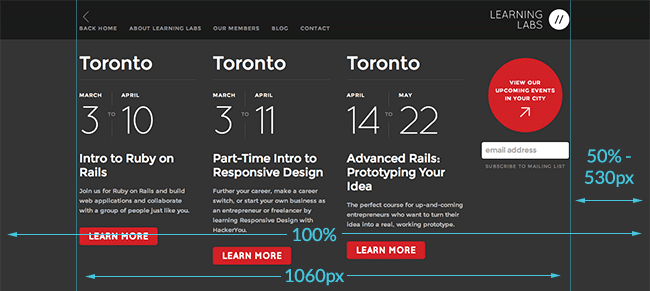 BACK HOME
ABOUT LEARNING LABS
OUR MEMBERS
BLOG
CONTACT
LEARNING
LABS
//
Toronto
MARCH
APRIL
3 TO 10
Intro to Ruby on
Rails
Join us for Ruby on Rails and build
web applications and collaborate
with a group of people just like you.
LEARN MORE
Toronto
MARCH
APRIL
3 TO 11
Part-Time Intro to
Responsive Design
Further your career, make a career
switch, or start your own business as
an entrepreneur or freelancer by
learning Responsive Design with
HackerYou.
LEARN MORE
Toronto
APRIL
MAY
14 TO 22
Advanced Rails:
Prototyping Your
Idea
The perfect course for up-and-coming
entrepreneurs who want to turn their
idea into a real, working prototype.
LEARN MORE
VIEW OUR
UPCOMING EVENTS
IN YOUR CITY
email address
SUBSCRIBE TO MAILING LIST
50% -
530px
100%
1060px